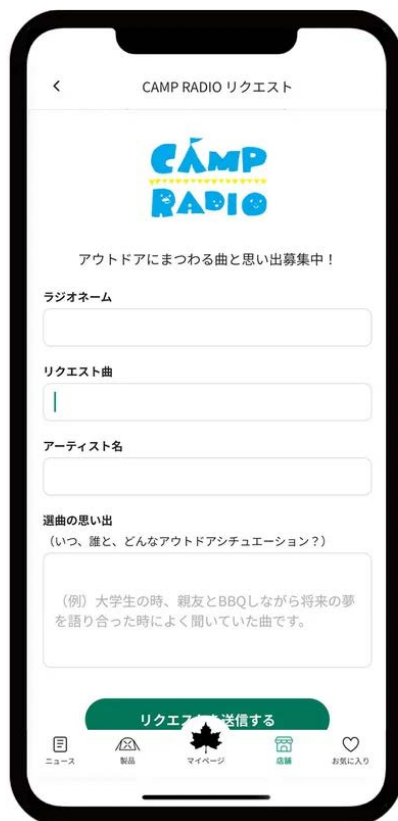 CAMP RADIO リクエスト
CAMP
RADIO
アウトドアにまつわる曲と思い出募集中！
ラジオネーム
リクエスト曲
アーティスト名
選曲の思い出
（いつ、誰と、どんなアウトドアシチュエーション？）
（例）大学生の時、親友とBBQしながら将来の夢
を語り合った時によく聞いていた曲です。
リクエストを送信する
ニュース
製品
マイページ
店舗
お気に入り